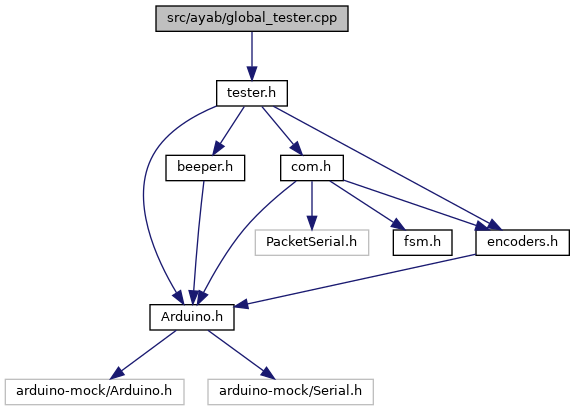 src/ayab/global_tester.cpp
tester.h
beeper.h
com.h
PacketSerial.h
fsm.h
encoders.h
Arduino.h
arduino-mock/Arduino.h
arduino-mock/Serial.h